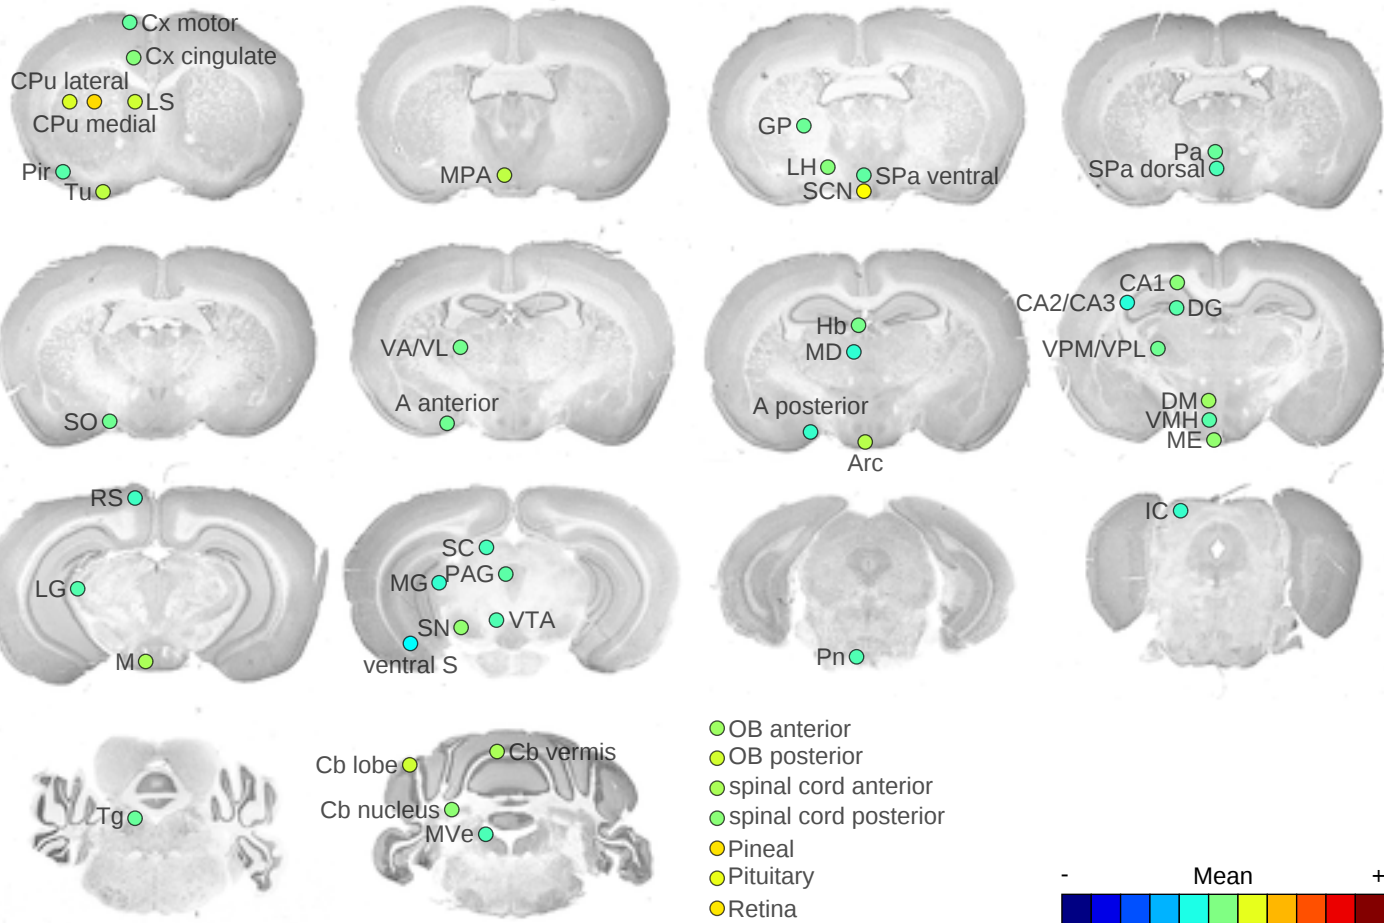 Cx motor
Cx cingulate
CPu lateral
LS
CPu medial
Pir
Tu
MPA
GP
LH
SPa ventral
SCN
Pa
SPa dorsal
SO
VA/VL
A anterior
Hb
MD
A posterior
Arc
CA1
CA2/CA3
DG
VPM/VPL
DM
VMH
ME
RS
LG
M
SC
MG
PAG
SN
VTA
ventral S
Pn
IC
Tg
Cb lobe
Cb vermis
Cb nucleus
MVe
OB anterior
OB posterior
spinal cord anterior
spinal cord posterior
Pineal
Pituitary
Retina
- Mean +